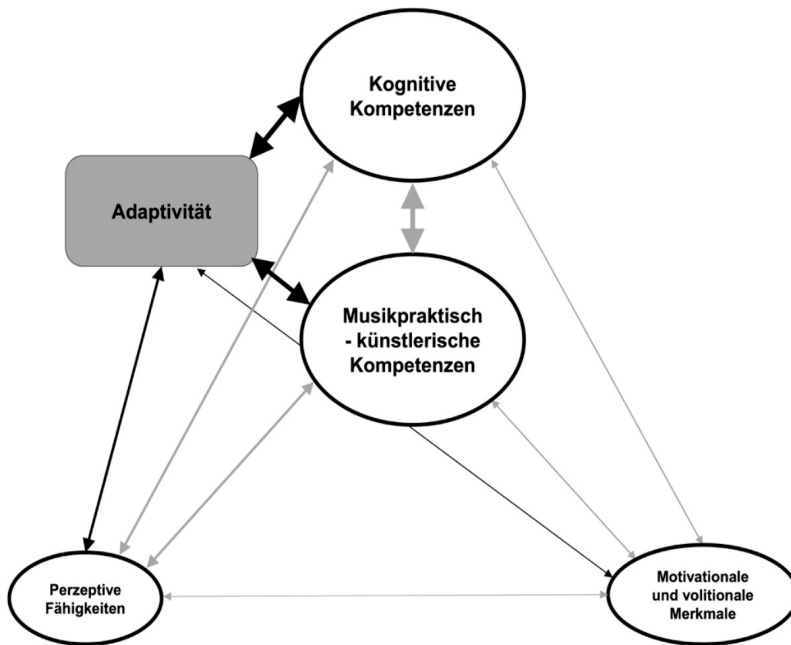 Kognitive
Kompetenzen
Adaptivität
Musikpraktisch
- künstlerische
Kompetenzen
Perzeptive
Fähigkeiten
Motivationale
und volitionale
Merkmale